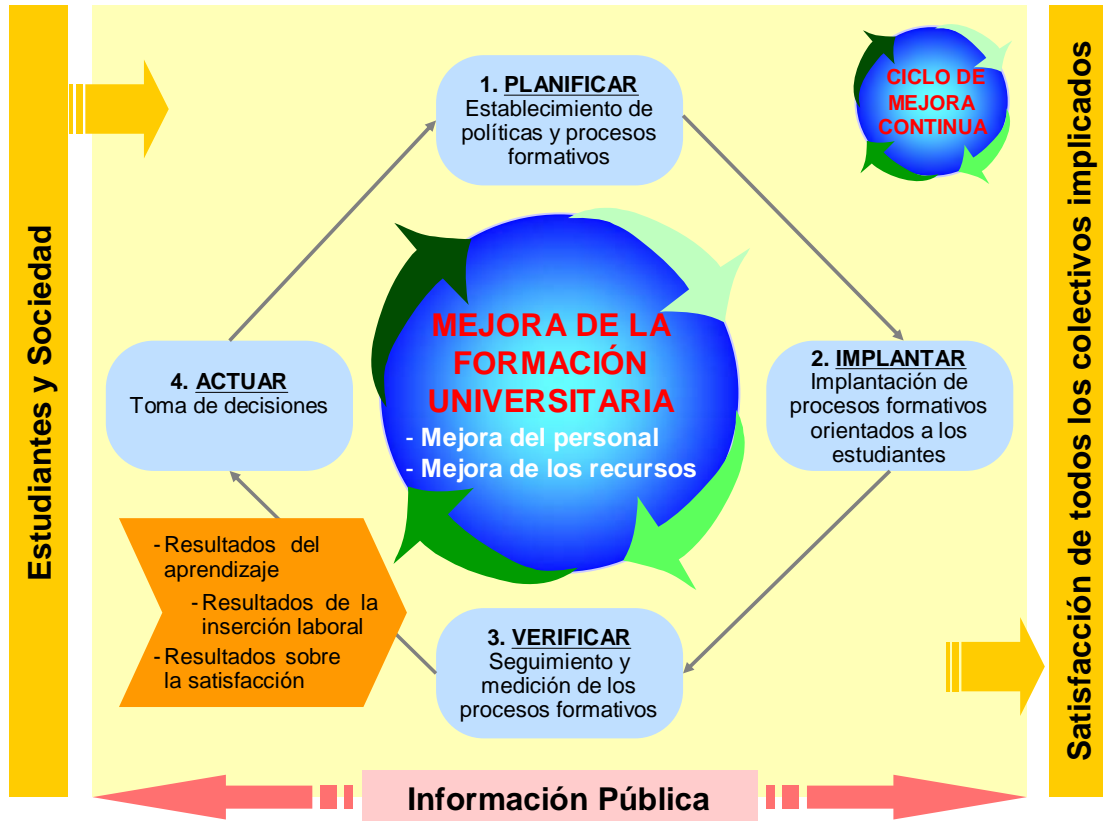 Estudiantes y Sociedad
1. PLANIFICAR
Establecimiento de
políticas y procesos
formativos
CICLO DE
MEJORA
CONTINUA
MEJORA DE LA
FORMACIÓN
UNIVERSITARIA
- Mejora del personal
- Mejora de los recursos
2. IMPLANTAR
Implantación de
procesos formativos
orientados a los
estudiantes
3. VERIFICAR
Seguimiento y
medición de los
procesos formativos
4. ACTUAR
Toma de decisiones
- Resultados del
aprendizaje
- Resultados de la
inserción laboral
- Resultados sobre
la satisfacción
Satisfacción de todos los colectivos implicados
Información Pública